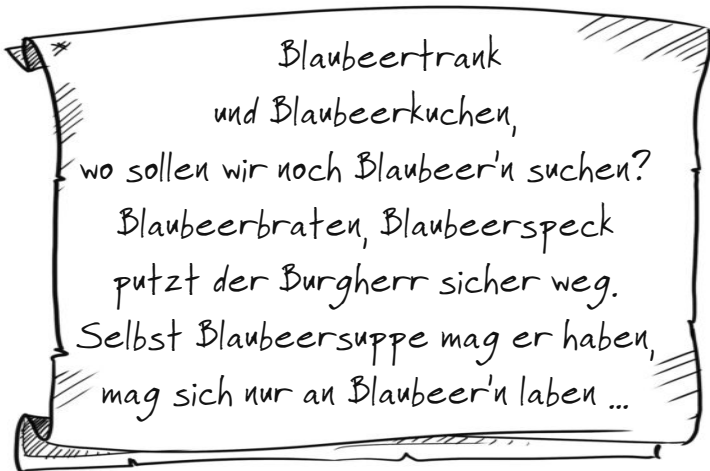 Blaubeertrank
und Blaubeerkuchen,
wo sollen wir noch Blaubeer'n suchen?
Blaubeerbraten, Blaubeerspeck
putzt der Burgherr sicher weg.
Selbst Blaubeersuppe mag er haben,
mag sich nur an Blaubeer'n laben ...